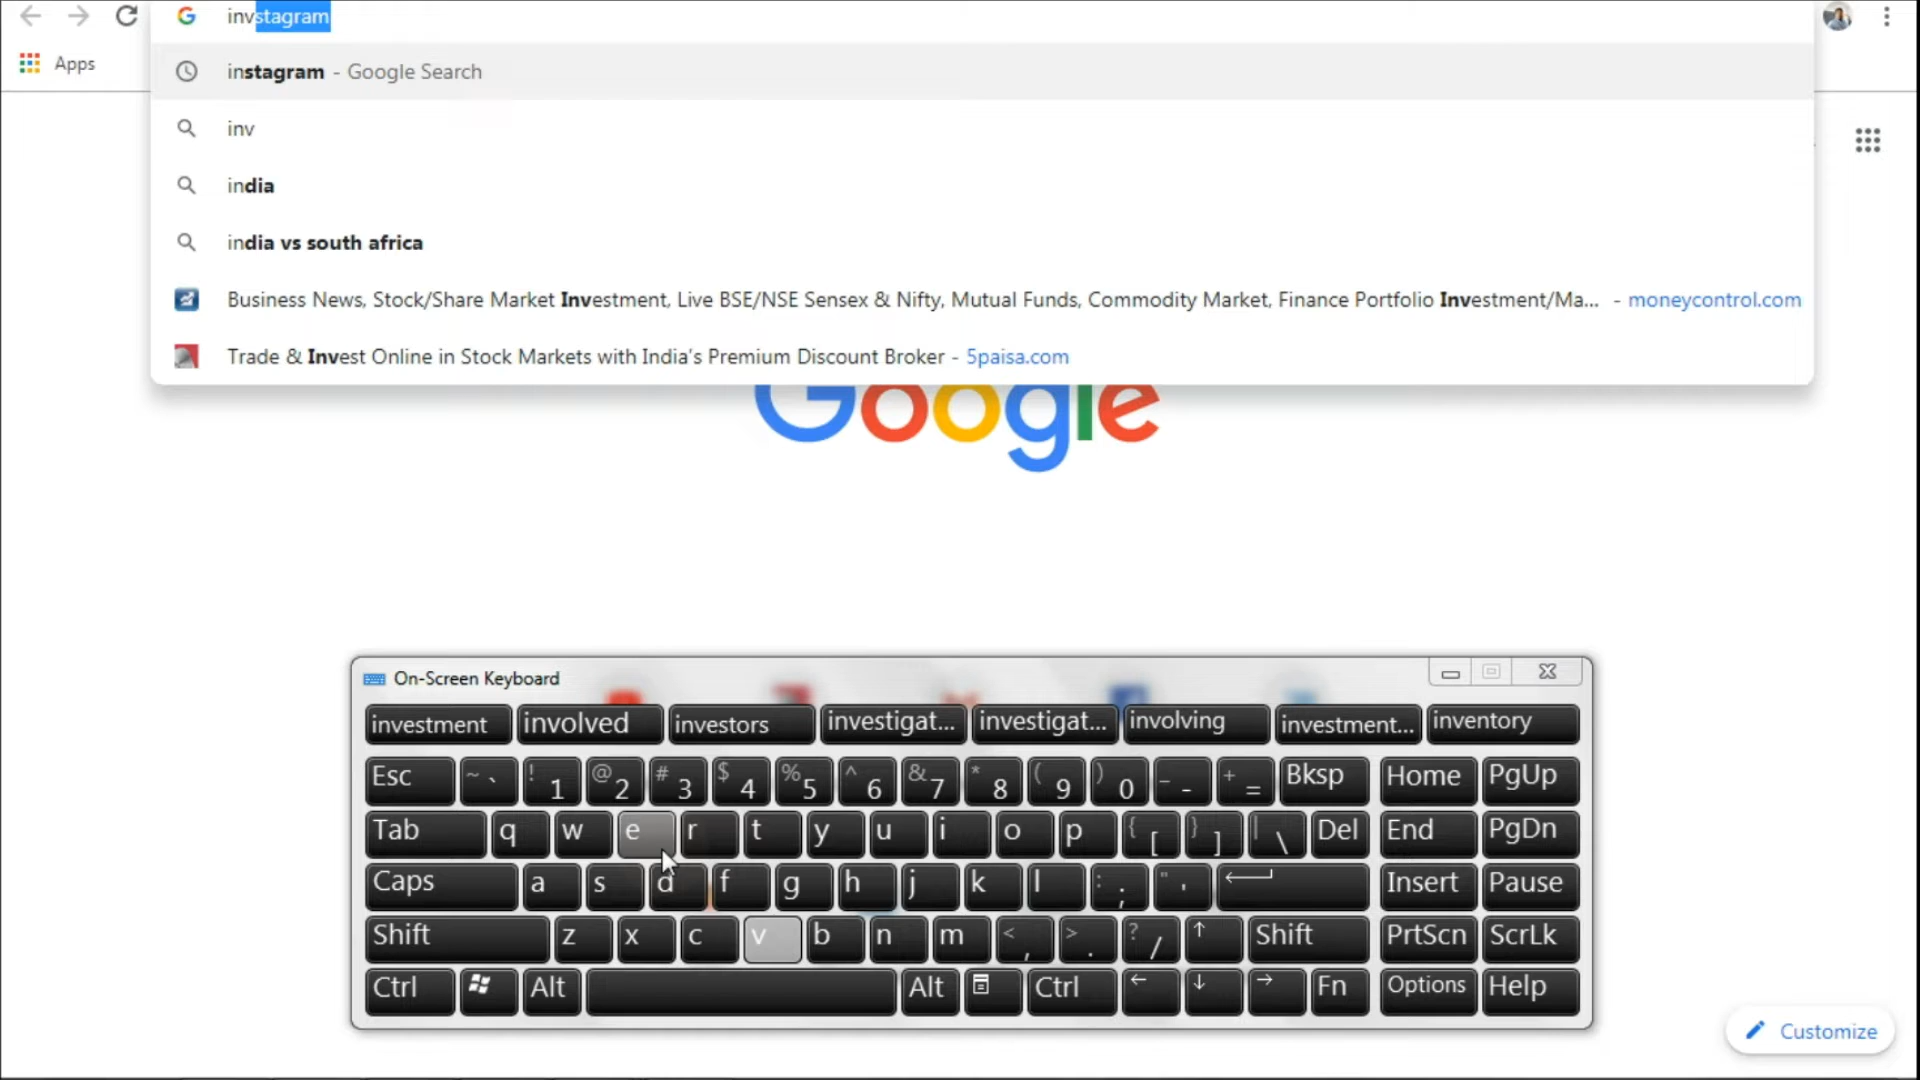 invstagram
Apps
instagram - Google Search
inv
india
india vs south africa
Business News, Stock/Share Market Investment, Live BSE/NSE Sensex & Nifty, Mutual Funds, Commodity Market, Finance Portfolio Investment/Ma... - moneycontrol.com
Trade & Invest Online in Stock Markets with India's Premium Discount Broker - 5paisa.com
Google
On-Screen Keyboard
investment involved investors investigat... investigat... involving investment... inventory
Esc ~ ` ! 1 @ 2 # 3 $ 4 % 5 ^ 6 & 7 * 8 ( 9 ) 0 _ - + = Bksp Home PgUp
Tab q w e r t y u i o p { [ } ] | \ Del End PgDn
Caps a s d f g h j k l : ; " ' Insert Pause
Shift z x c v b n m < , > . ? / ↑ Shift PrtScn ScrLk
Ctrl Alt Alt Ctrl ← ↓ → Fn Options Help
Customize